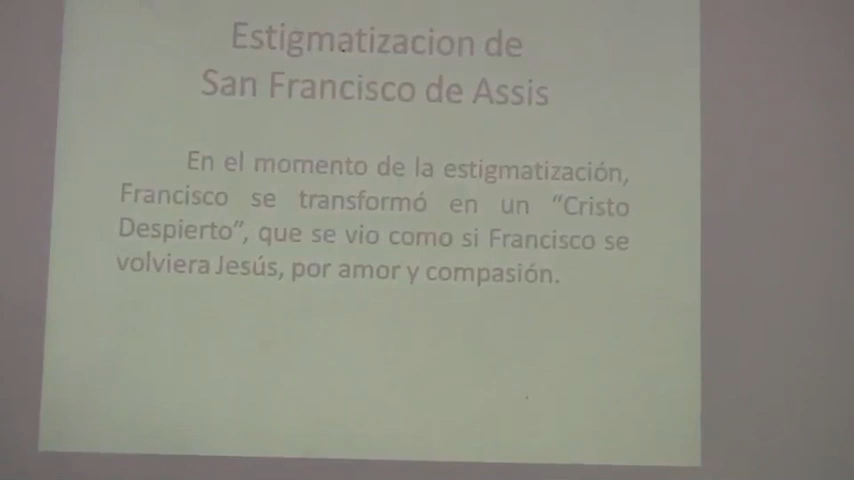 Estigmatizacion de
San Francisco de Assis
En el momento de la estigmatización,
Francisco se transformó en un “Cristo
Despierto”, que se vio como si Francisco se
volviera Jesús, por amor y compasión.